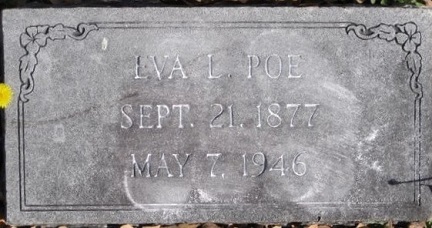 EVA L. POE
SEPT. 21, 1877
MAY 7, 1946